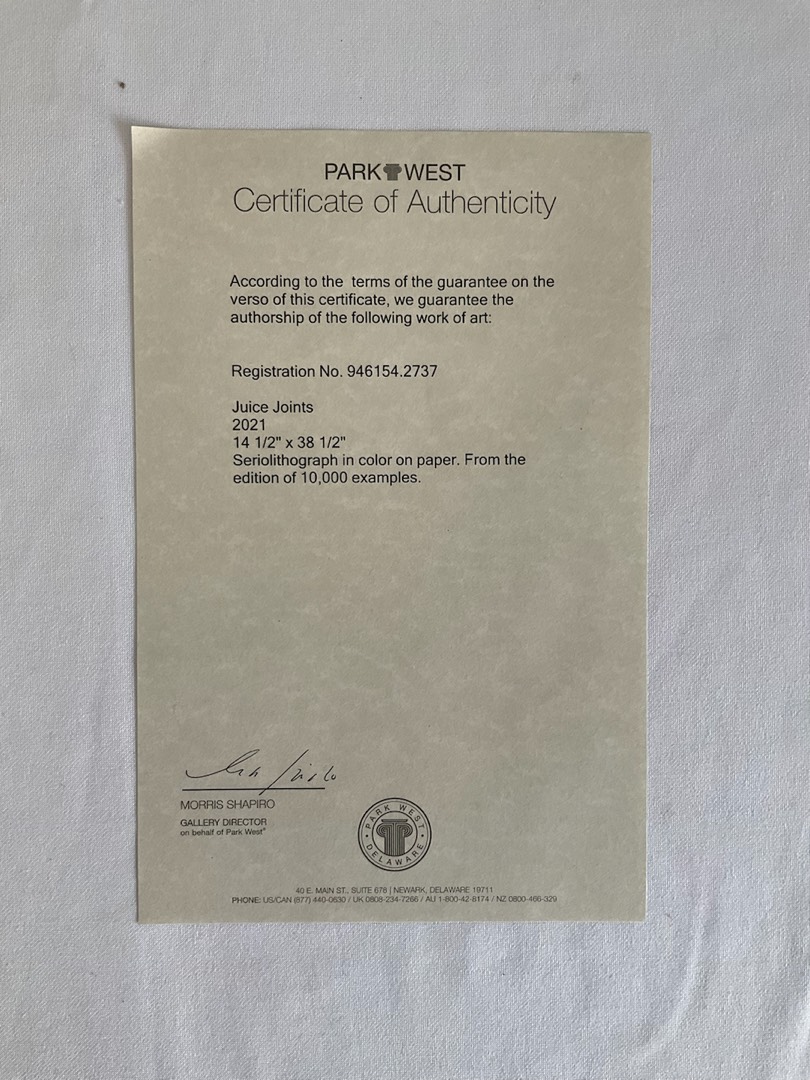 PARK WEST
Certificate of Authenticity
According to the terms of the guarantee on the
verso of this certificate, we guarantee the
authorship of the following work of art:
Registration No. 946154.2737
Juice Joints
2021
14 1/2" x 38 1/2"
Seriolithograph in color on paper. From the
edition of 10,000 examples.
MORRIS SHAPIRO
GALLERY DIRECTOR
on behalf of Park West®
PARK WEST
DELAWARE
40 E. MAIN ST., SUITE 678 | NEWARK, DELAWARE 19711
PHONE: US/CAN (877) 440-0630 / UK 0808-234-7266 / AU 1-800-42-8174 / NZ 0800-466-329